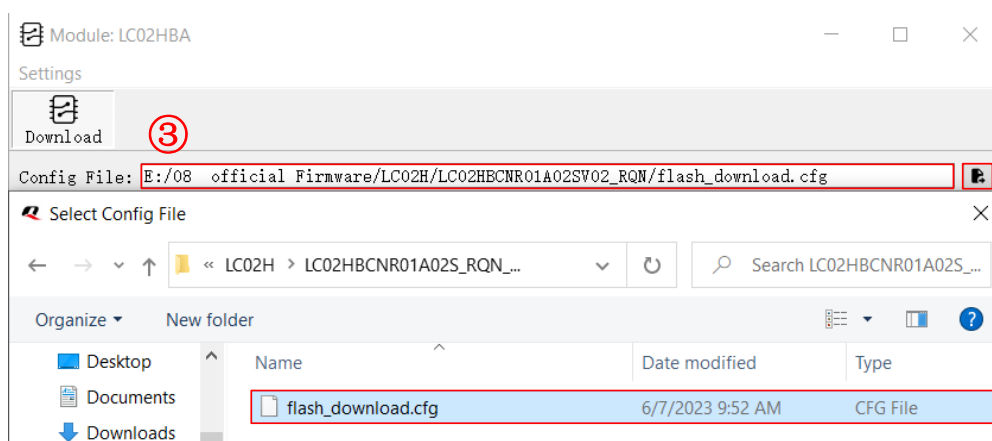 Module: LC02HBA
Settings
Download
③
Config File: E:/08 official Firmware/LC02H/LC02HBCNR01A02SV02_RQN/flash_download.cfg
Select Config File
« LC02H > LC02HBCNR01A02S_RQN_... Search LC02HBCNR01A02S_...
Organize New folder ?
Desktop Name Date modified Type
Documents flash_download.cfg 6/7/2023 9:52 AM CFG File
Downloads